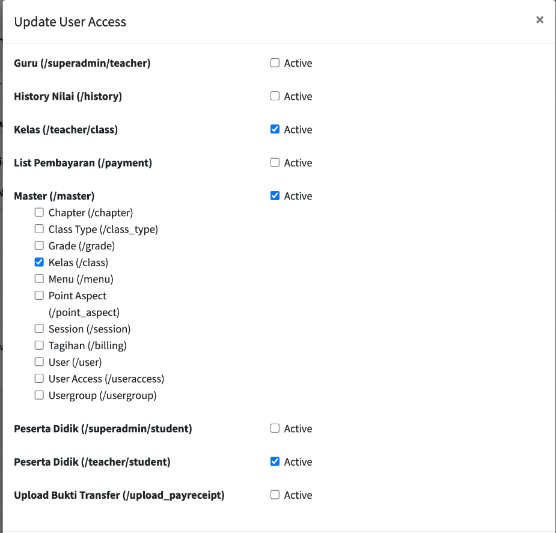 Update User Access ×
Guru (/superadmin/teacher) Active
History Nilai (/history) Active
Kelas (/teacher/class) Active
List Pembayaran (/payment) Active
Master (/master) Active
Chapter (/chapter)
Class Type (/class_type)
Grade (/grade)
Kelas (/class)
Menu (/menu)
Point Aspect
(/point_aspect)
Session (/session)
Tagihan (/billing)
User (/user)
User Access (/useraccess)
Usergroup (/usergroup)
Peserta Didik (/superadmin/student) Active
Peserta Didik (/teacher/student) Active
Upload Bukti Transfer (/upload_payreceipt) Active